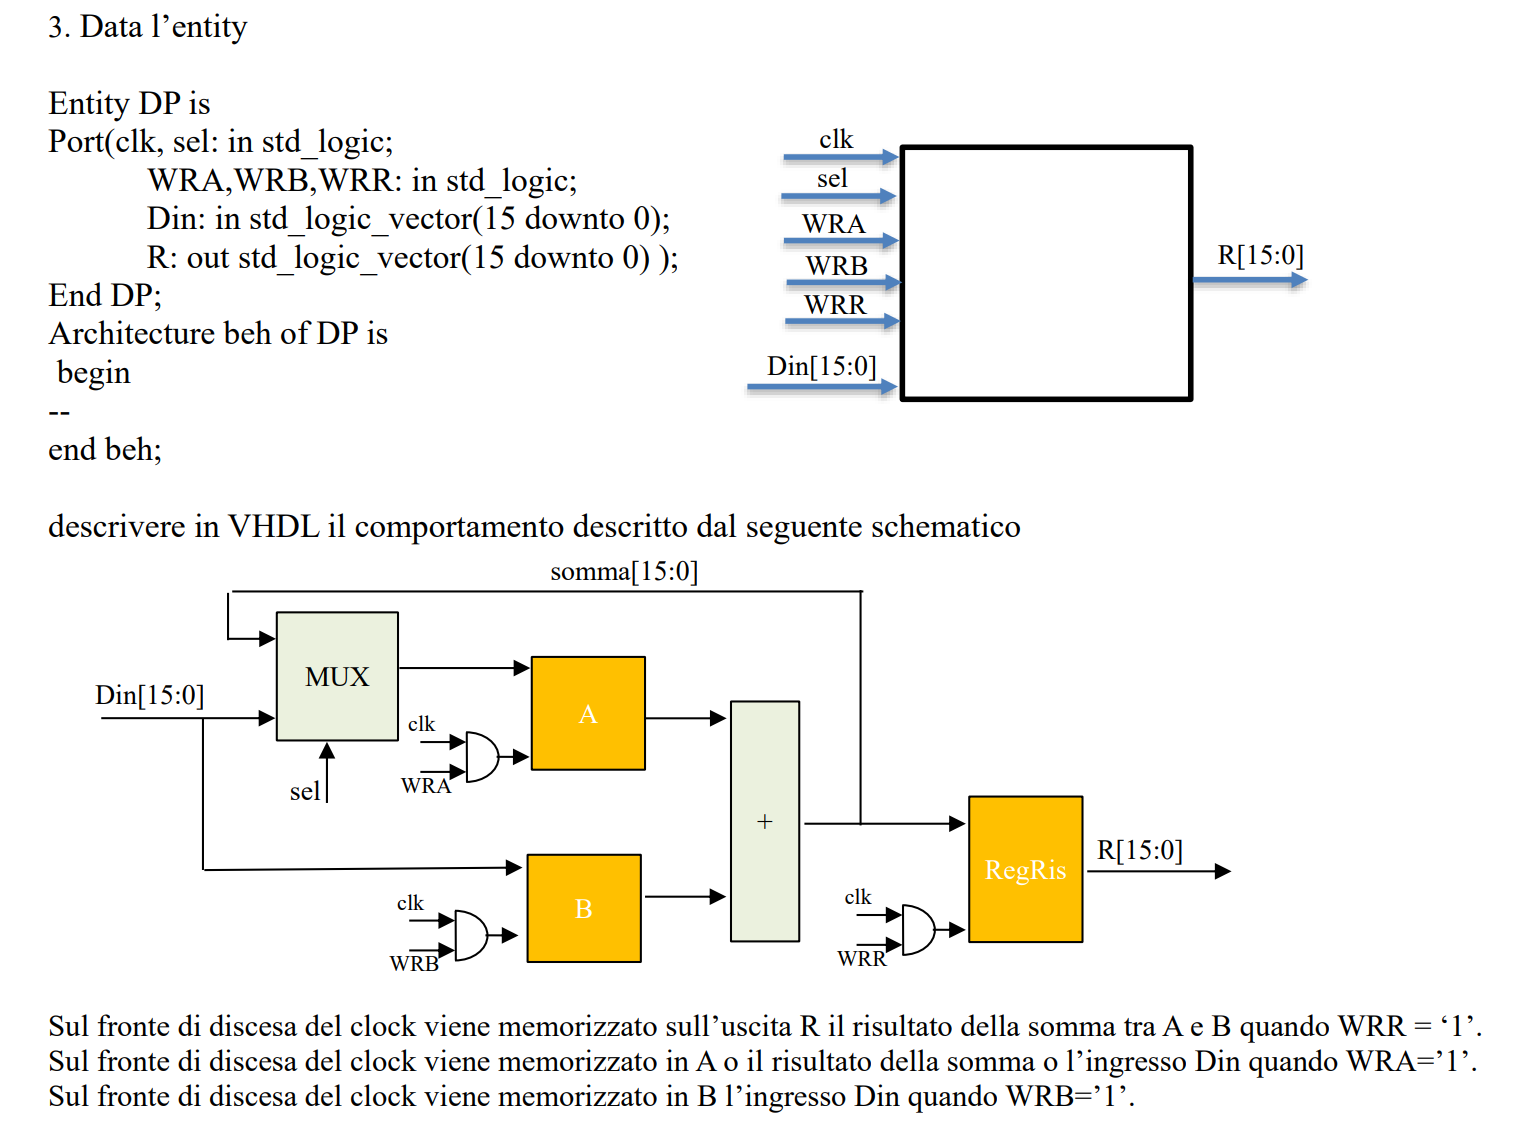 3. Data l’entity
Entity DP is
Port(clk, sel: in std_logic;
WRA,WRB,WRR: in std_logic;
Din: in std_logic_vector(15 downto 0);
R: out std_logic_vector(15 downto 0) );
End DP;
Architecture beh of DP is
begin
--
end beh;
clk
sel
WRA
WRB
WRR
Din[15:0]
R[15:0]
descrivere in VHDL il comportamento descritto dal seguente schematico
somma[15:0]
MUX
Din[15:0]
sel
clk
WRA
A
clk
WRB
B
+
clk
WRR
RegRis
R[15:0]
Sul fronte di discesa del clock viene memorizzato sull’uscita R il risultato della somma tra A e B quando WRR = ‘1’.
Sul fronte di discesa del clock viene memorizzato in A o il risultato della somma o l’ingresso Din quando WRA=’1’.
Sul fronte di discesa del clock viene memorizzato in B l’ingresso Din quando WRB=’1’.